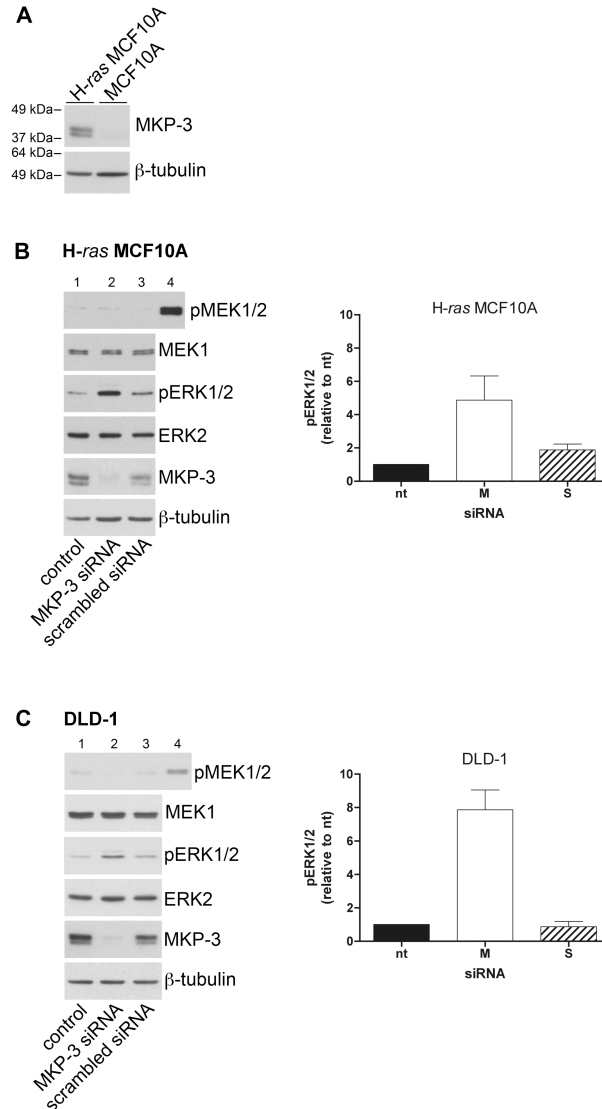 A
H-ras MCF10A
MCF10A
49 kDa–
37 kDa–
MKP-3
64 kDa–
49 kDa–
β-tubulin
B H-ras MCF10A
1 2 3 4
pMEK1/2
MEK1
pERK1/2
ERK2
MKP-3
β-tubulin
control
MKP-3 siRNA
scrambled siRNA
H-ras MCF10A
pERK1/2
(relative to nt)
10
8
6
4
2
0
nt M S
siRNA
C DLD-1
1 2 3 4
pMEK1/2
MEK1
pERK1/2
ERK2
MKP-3
β-tubulin
control
MKP-3 siRNA
scrambled siRNA
DLD-1
pERK1/2
(relative to nt)
10
8
6
4
2
0
nt M S
siRNA